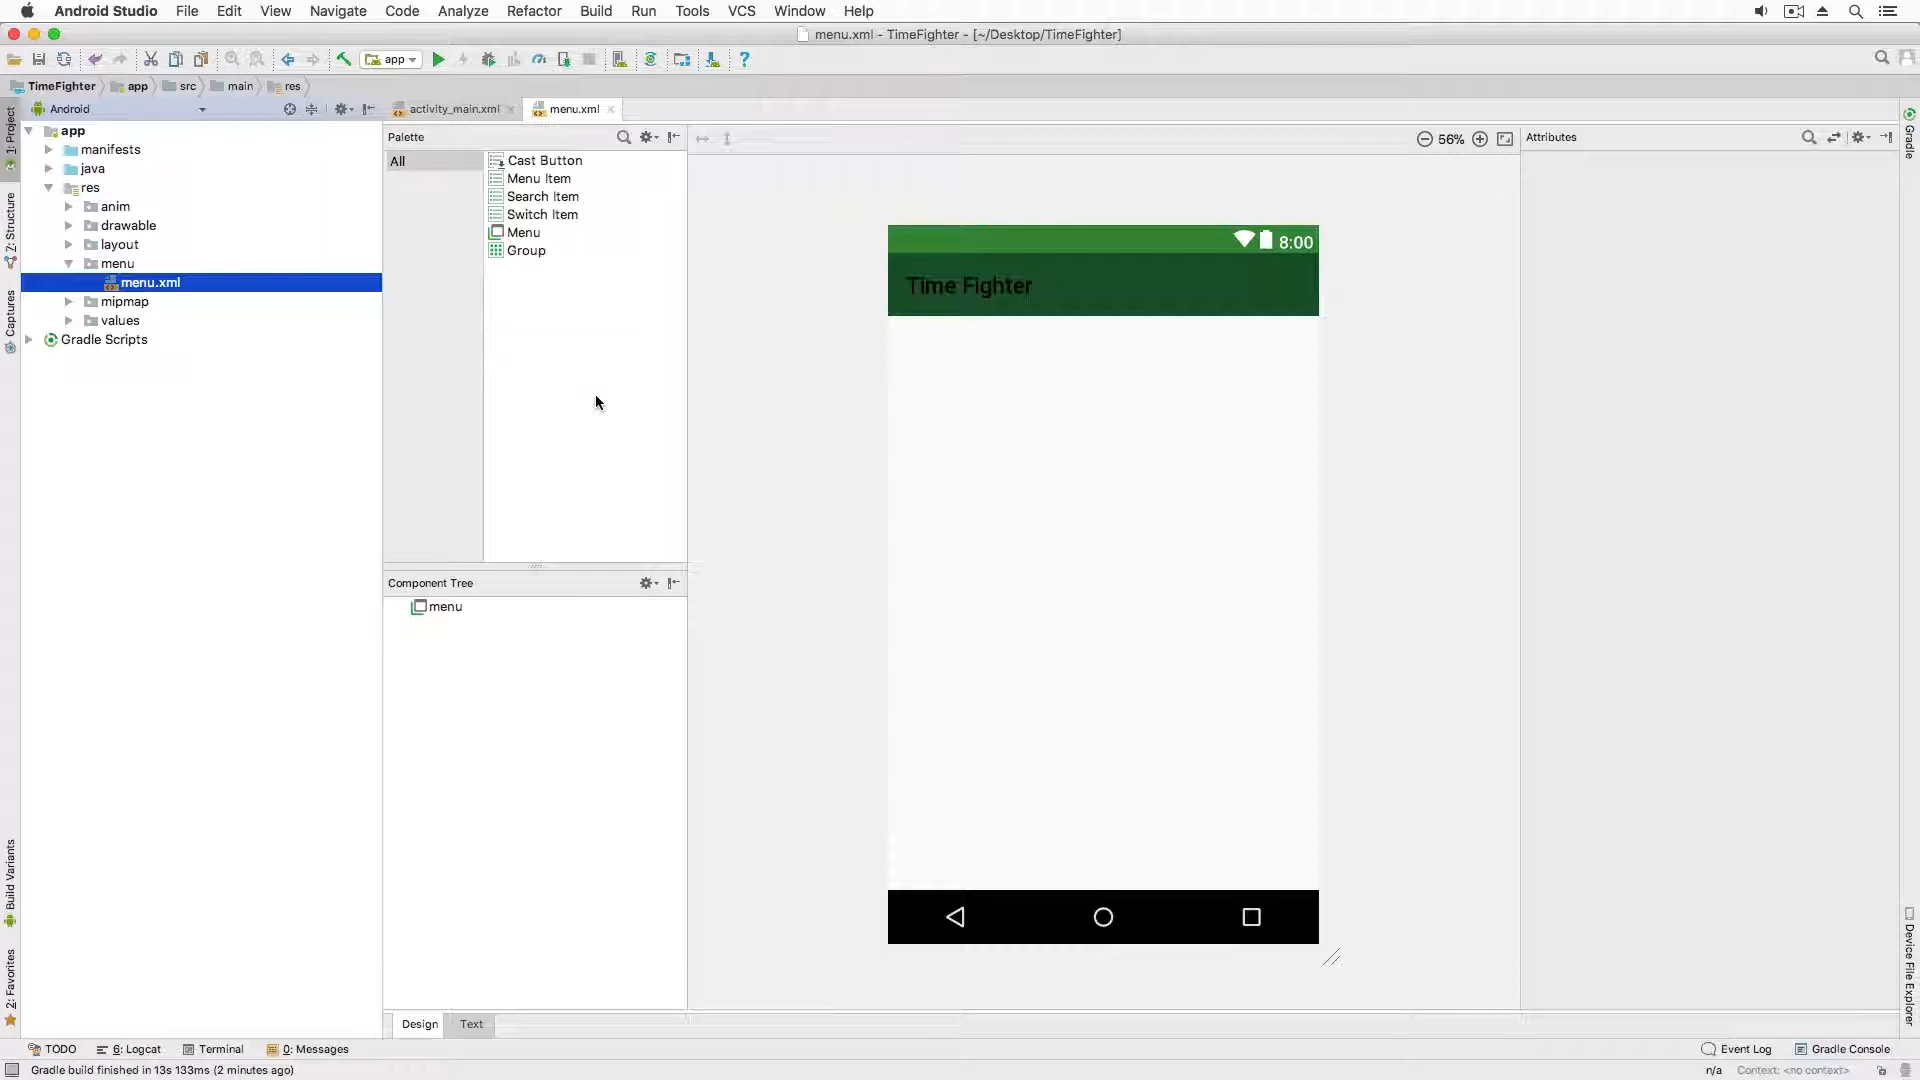 Android Studio File Edit View Navigate Code Analyze Refactor Build Run Tools VCS Window Help
menu.xml - TimeFighter - [~/Desktop/TimeFighter]
app
TimeFighter app src main res
Android
activity_main.xml
menu.xml
1: Project
Z: Structure
Captures
Build Variants
2: Favorites
app
manifests
java
res
anim
drawable
layout
menu
menu.xml
mipmap
values
Gradle Scripts
Palette
All
Cast Button
Menu Item
Search Item
Switch Item
Menu
Group
Component Tree
menu
Design Text
56%
8:00
Time Fighter
Attributes
Gradle
Device File Explorer
TODO 6: Logcat Terminal 0: Messages Event Log Gradle Console
Gradle build finished in 13s 133ms (2 minutes ago) n/a Context: <no context>